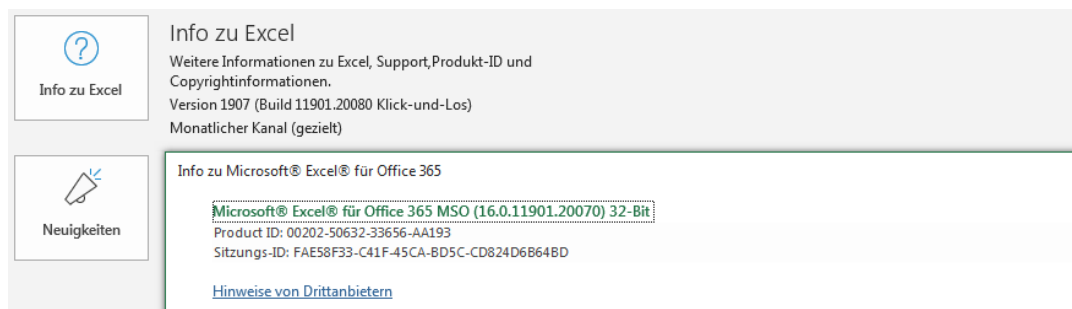 Info zu Excel
Info zu Excel
Weitere Informationen zu Excel, Support,Produkt-ID und
Copyrightinformationen.
Version 1907 (Build 11901.20080 Klick-und-Los)
Monatlicher Kanal (gezielt)
Neuigkeiten
Info zu Microsoft® Excel® für Office 365
Microsoft® Excel® für Office 365 MSO (16.0.11901.20070) 32-Bit
Product ID: 00202-50632-33656-AA193
Sitzungs-ID: FAE58F33-C41F-45CA-BD5C-CD824D6B64BD
Hinweise von Drittanbietern